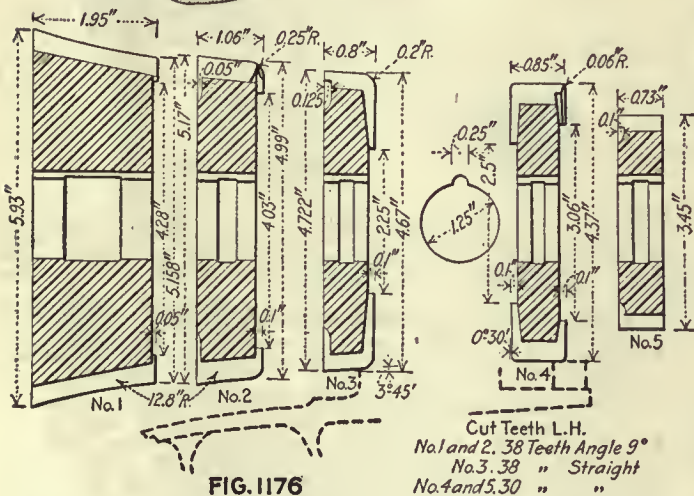 1.95"
1.06"
0.25"R.
0.05"
0.8"
0.2"R.
0.125
0.85"
0.06"R.
0.73"
0.1"
0.25"
5.93"
4.28"
5.158"
5.17"
4.03"
4.99"
4.722"
2.25"
4.67"
1.25"
2.5"
3.06"
4.37"
3.45"
0.05"
0.1"
0.1"
0.1"
0.1"
0°30'
No.1
12.8"R.
No.2
No.3
3°45'
No.4
No.5
Cut Teeth L.H.
No.1 and 2. 38 Teeth Angle 9°
No.3. 38 " Straight
No.4 and 5. 30 " "
FIG. 1176